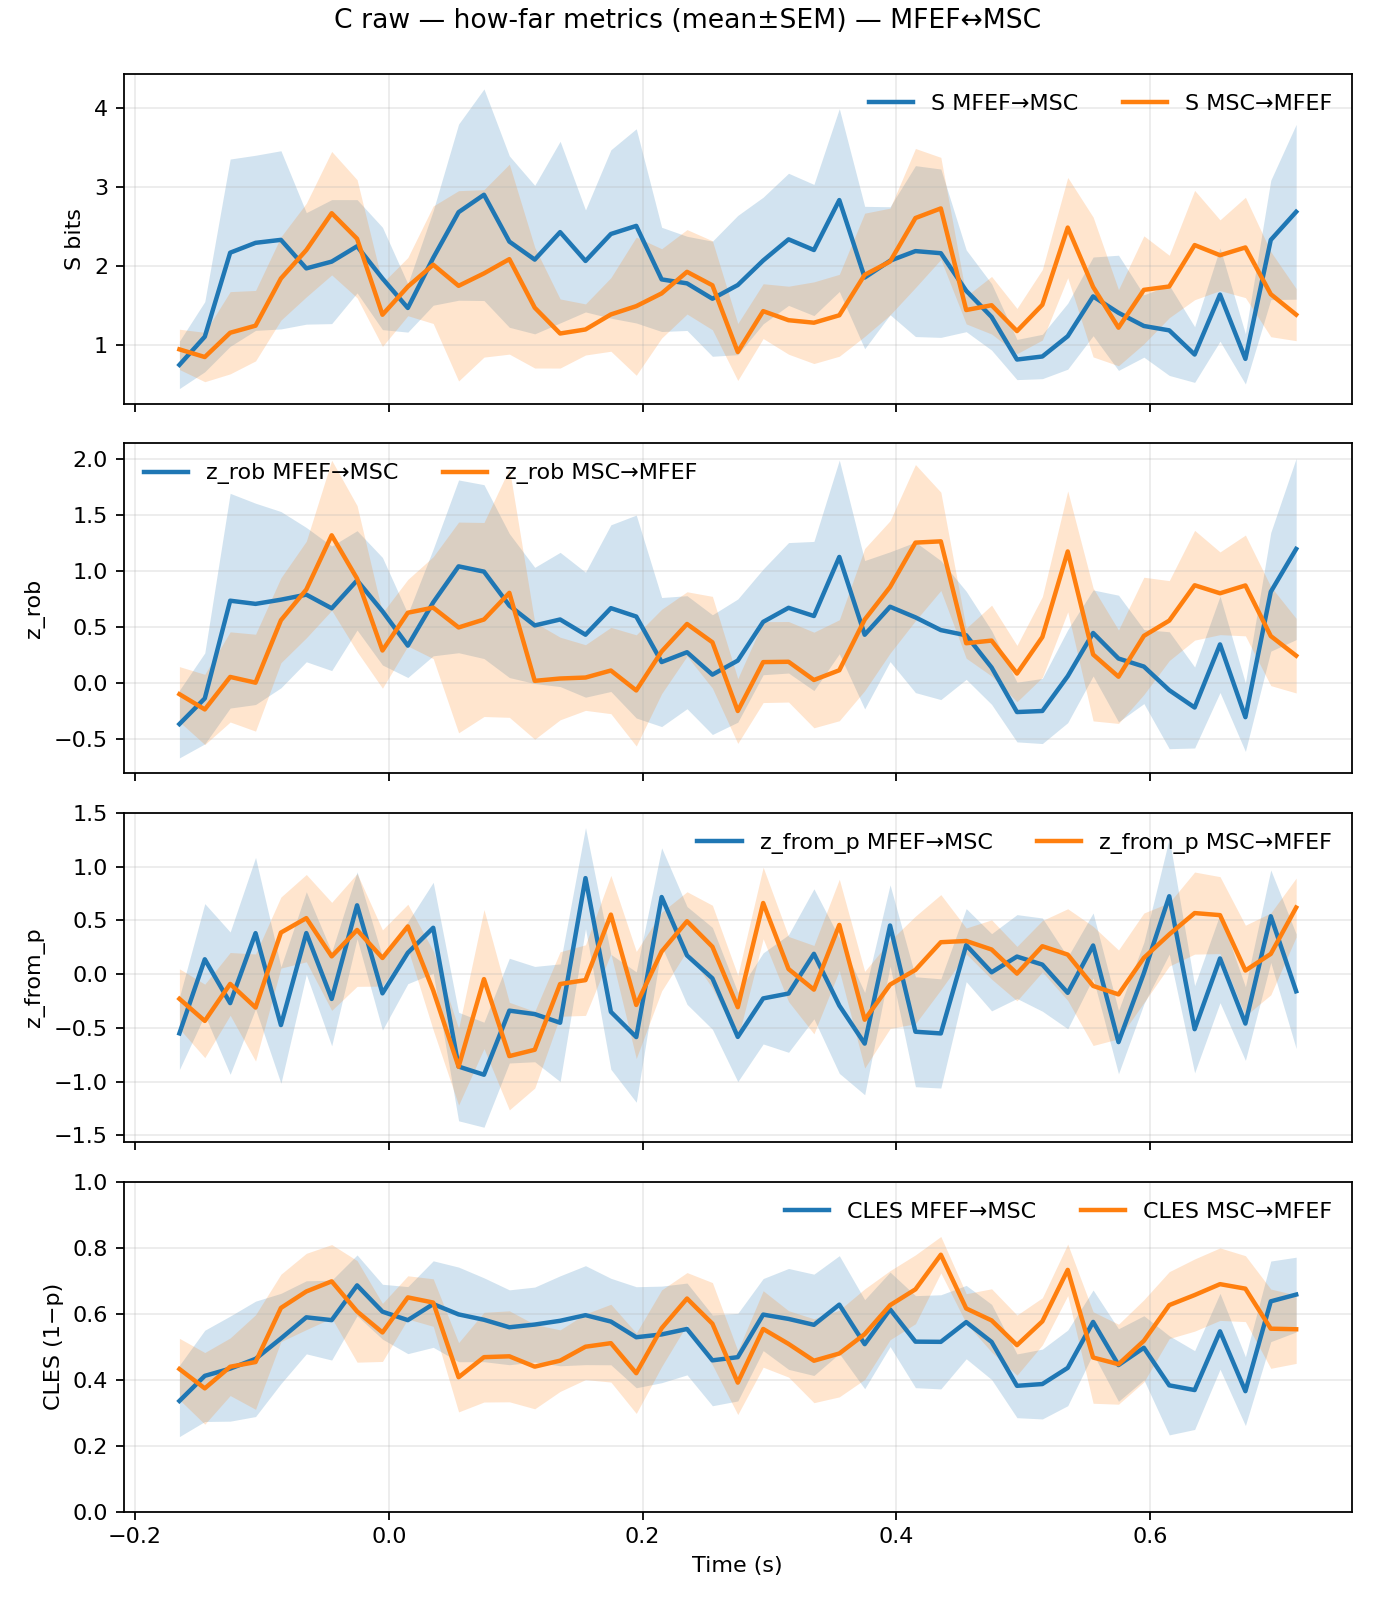 C raw — how-far metrics (mean±SEM) — MFEF↔MSC
S MFEF→MSC S MSC→MFEF
4
3
2
1
S bits
z_rob MFEF→MSC z_rob MSC→MFEF
2.0
1.5
1.0
0.5
0.0
−0.5
z_rob
z_from_p MFEF→MSC z_from_p MSC→MFEF
1.5
1.0
0.5
0.0
−0.5
−1.0
−1.5
z_from_p
CLES MFEF→MSC CLES MSC→MFEF
1.0
0.8
0.6
0.4
0.2
0.0
CLES (1−p)
−0.2 0.0 0.2 0.4 0.6
Time (s)